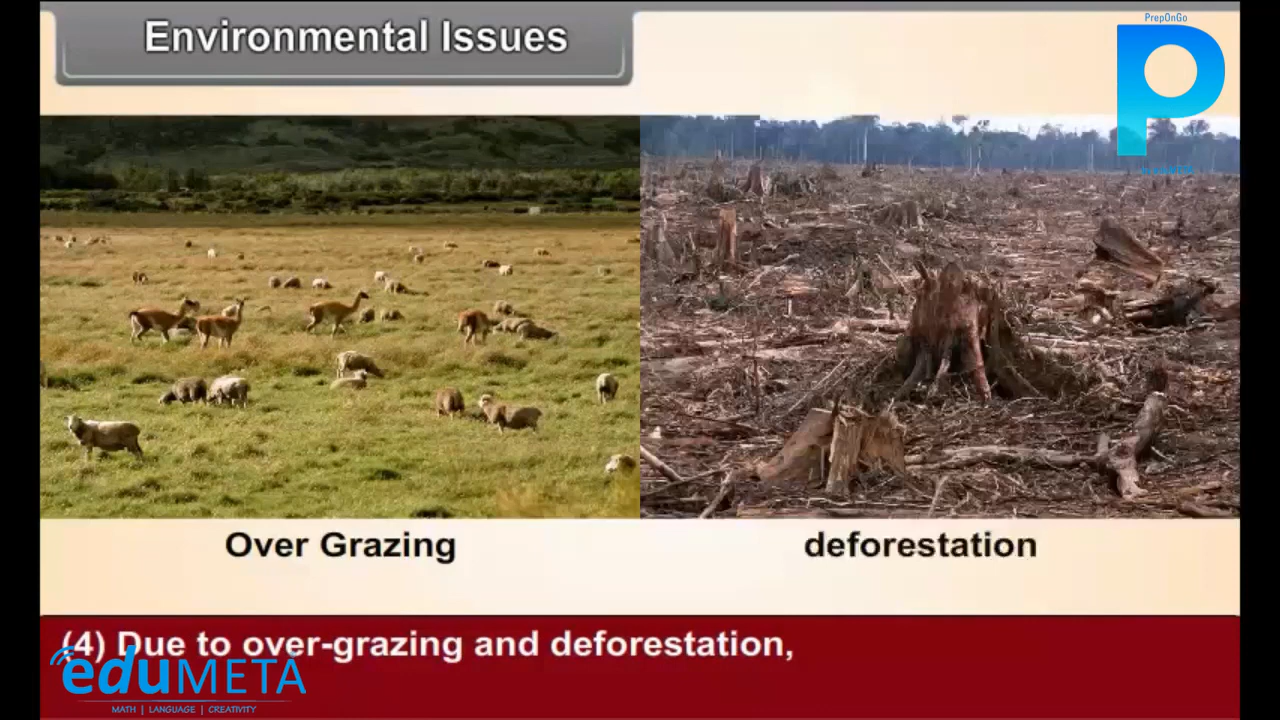 Environmental Issues
PrepOnGo
P
Over Grazing
deforestation
(4) Due to over-grazing and deforestation,
eduMETA
MATH | LANGUAGE | CREATIVITY